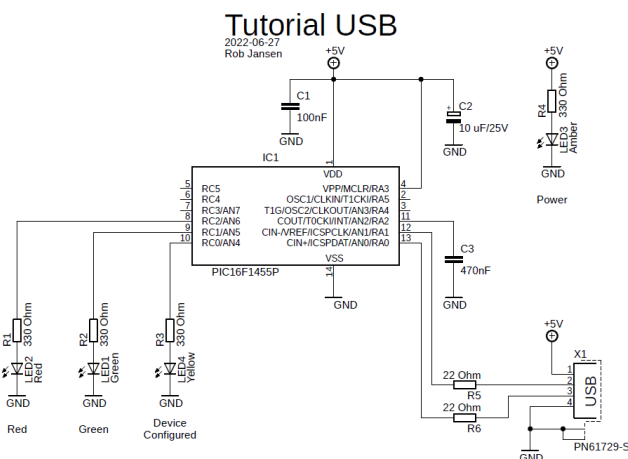 Tutorial USB
2022-06-27
Rob Jansen
+5V
+5V
C1
100nF
GND
C2
+
10 uF/25V
GND
R4
330 Ohm
LED3
Amber
GND
Power
IC1
1
VDD
5 RC5
6 RC4
7 RC3/AN7
8 RC2/AN6
9 RC1/AN5
10 RC0/AN4
VPP/MCLR/RA3 4
OSC1/CLKIN/T1CKI/RA5 2
T1G/OSC2/CLKOUT/AN3/RA4 3
COUT/T0CKI/INT/AN2/RA2 11
CIN-/VREF/ICSPCLK/AN1/RA1 12
CIN+/ICSPDAT/AN0/RA0 13
VSS
14
PIC16F1455P
GND
C3
470nF
GND
R1
330 Ohm
LED2
Red
GND
Red
R2
330 Ohm
LED1
Green
GND
Green
R3
330 Ohm
LED4
Yellow
GND
Device
Configured
+5V
X1
1
2
3
4
USB
22 Ohm
R5
22 Ohm
R6
GND
PN61729-S